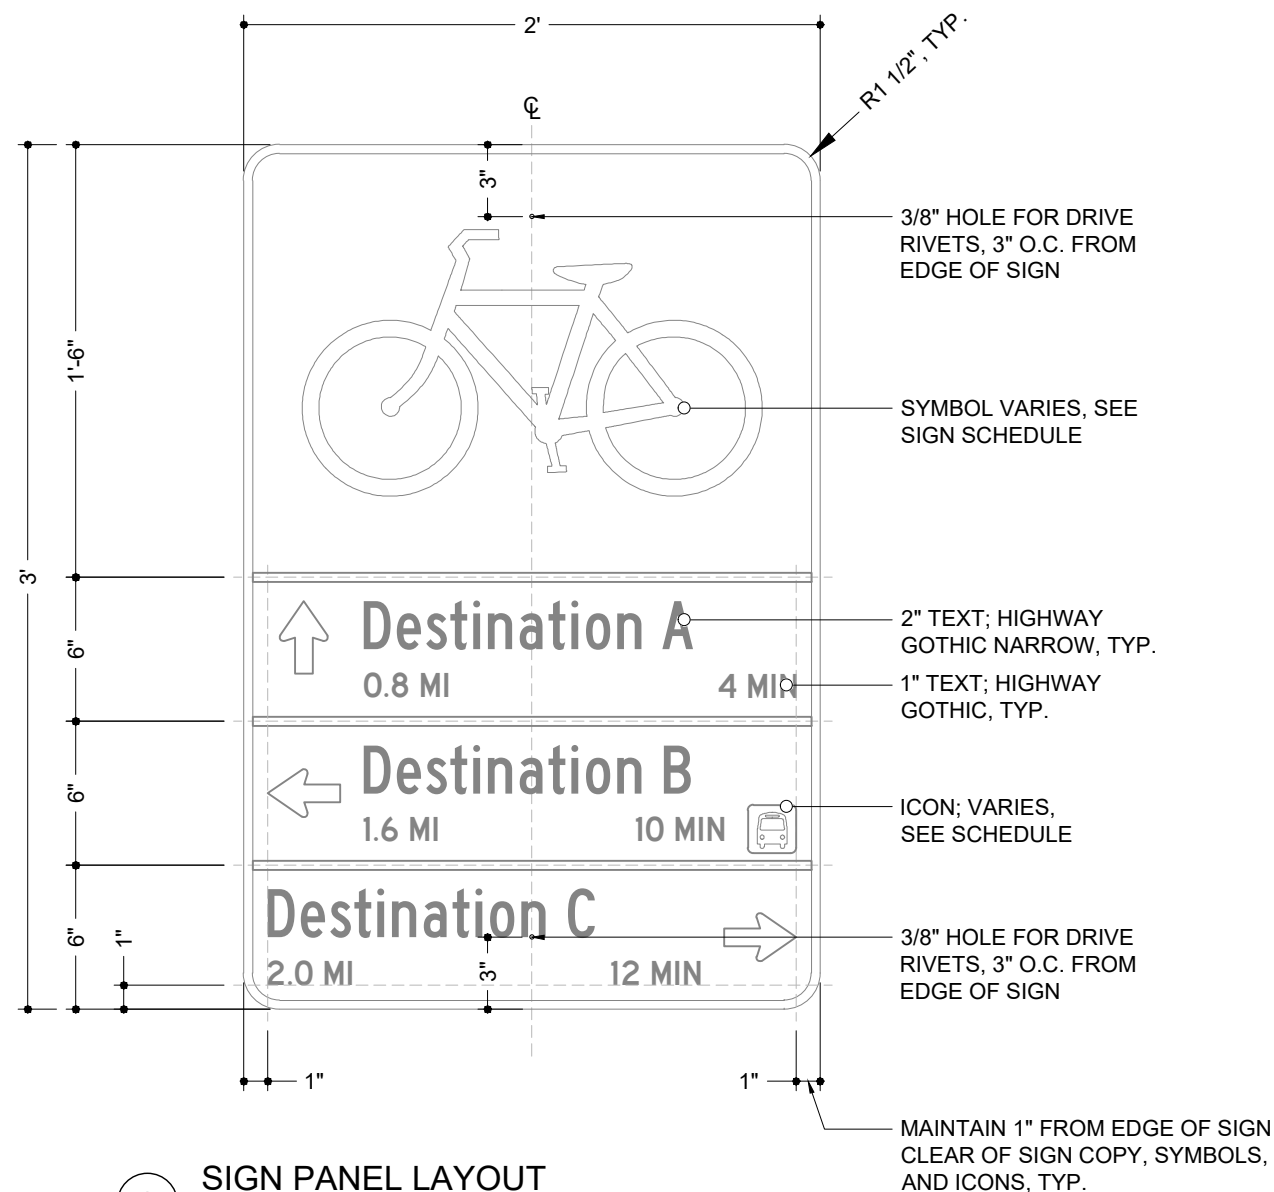 2'
R1 1/2", TYP.
℄
3"
3/8" HOLE FOR DRIVE
RIVETS, 3" O.C. FROM
EDGE OF SIGN
1'-6"
SYMBOL VARIES, SEE
SIGN SCHEDULE
3'
6"
Destination A
0.8 MI 4 MIN
2" TEXT; HIGHWAY
GOTHIC NARROW, TYP.
1" TEXT; HIGHWAY
GOTHIC, TYP.
6"
Destination B
1.6 MI 10 MIN
ICON; VARIES,
SEE SCHEDULE
6"
1"
Destination C
2.0 MI 12 MIN
3"
3/8" HOLE FOR DRIVE
RIVETS, 3" O.C. FROM
EDGE OF SIGN
1" 1"
MAINTAIN 1" FROM EDGE OF SIGN
CLEAR OF SIGN COPY, SYMBOLS,
AND ICONS, TYP.
SIGN PANEL LAYOUT